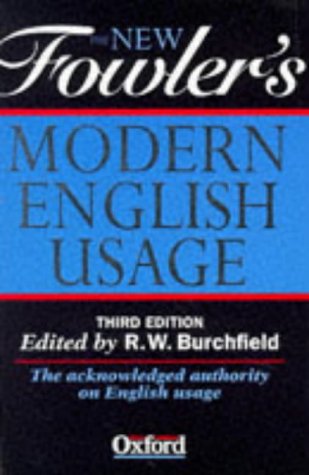 THE NEW
Fowler's
MODERN
ENGLISH
USAGE
THIRD EDITION
Edited by R.W. Burchfield
The acknowledged authority
on English usage
Oxford